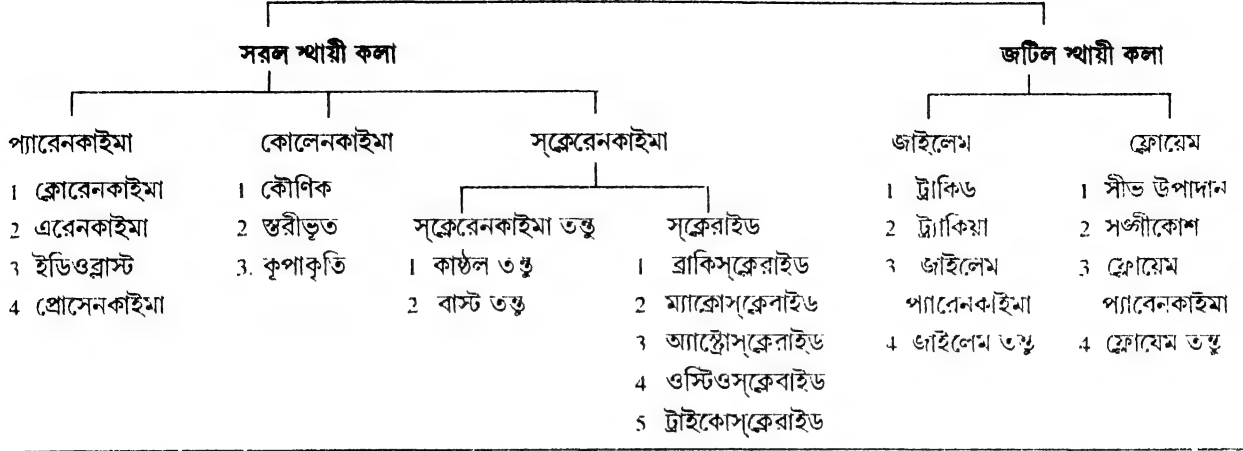 সরল স্থায়ী কলা
জটিল স্থায়ী কলা
প্যারেনকাইমা
1 ক্লোরেনকাইমা
2 এরেনকাইমা
3 ইডিওব্লাস্ট
4 প্রোসেনকাইমা
কোলেনকাইমা
1 কৌণিক
2 স্তরীভূত
3. কূপাকৃতি
স্ক্লেরেনকাইমা
স্ক্লেরেনকাইমা তন্তু
1 কাষ্ঠল তন্তু
2 বাস্ট তন্তু
স্ক্লেরাইড
1 ব্রাকিস্ক্লেরাইড
2 ম্যাক্রোস্ক্লেরাইড
3 অ্যাস্ট্রোস্ক্লেরাইড
4 ওস্টিওস্ক্লেরাইড
5 ট্রাইকোস্ক্লেরাইড
জাইলেম
1 ট্রাকিড
2 ট্র্যাকিয়া
3 জাইলেম
প্যারেনকাইমা
4 জাইলেম তন্তু
ফ্লোয়েম
1 সীভ উপাদান
2 সঙ্গীকোশ
3 ফ্লোয়েম
প্যারেনকাইমা
4 ফ্লোয়েম তন্তু